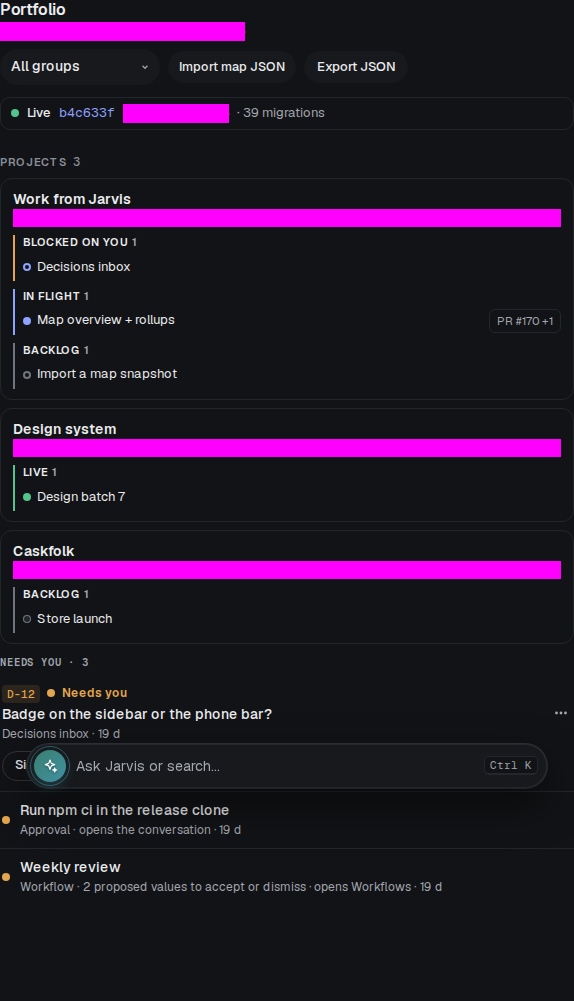 Portfolio
All groups
Import map JSON
Export JSON
Live b4c633f · 39 migrations
PROJECTS 3
Work from Jarvis
BLOCKED ON YOU 1
Decisions inbox
IN FLIGHT 1
Map overview + rollups
PR #170 +1
BACKLOG 1
Import a map snapshot
Design system
LIVE 1
Design batch 7
Caskfolk
BACKLOG 1
Store launch
NEEDS YOU · 3
D-12 Needs you
Badge on the sidebar or the phone bar?
Decisions inbox · 19 d
Ask Jarvis or search...
Ctrl K
Run npm ci in the release clone
Approval · opens the conversation · 19 d
Weekly review
Workflow · 2 proposed values to accept or dismiss · opens Workflows · 19 d